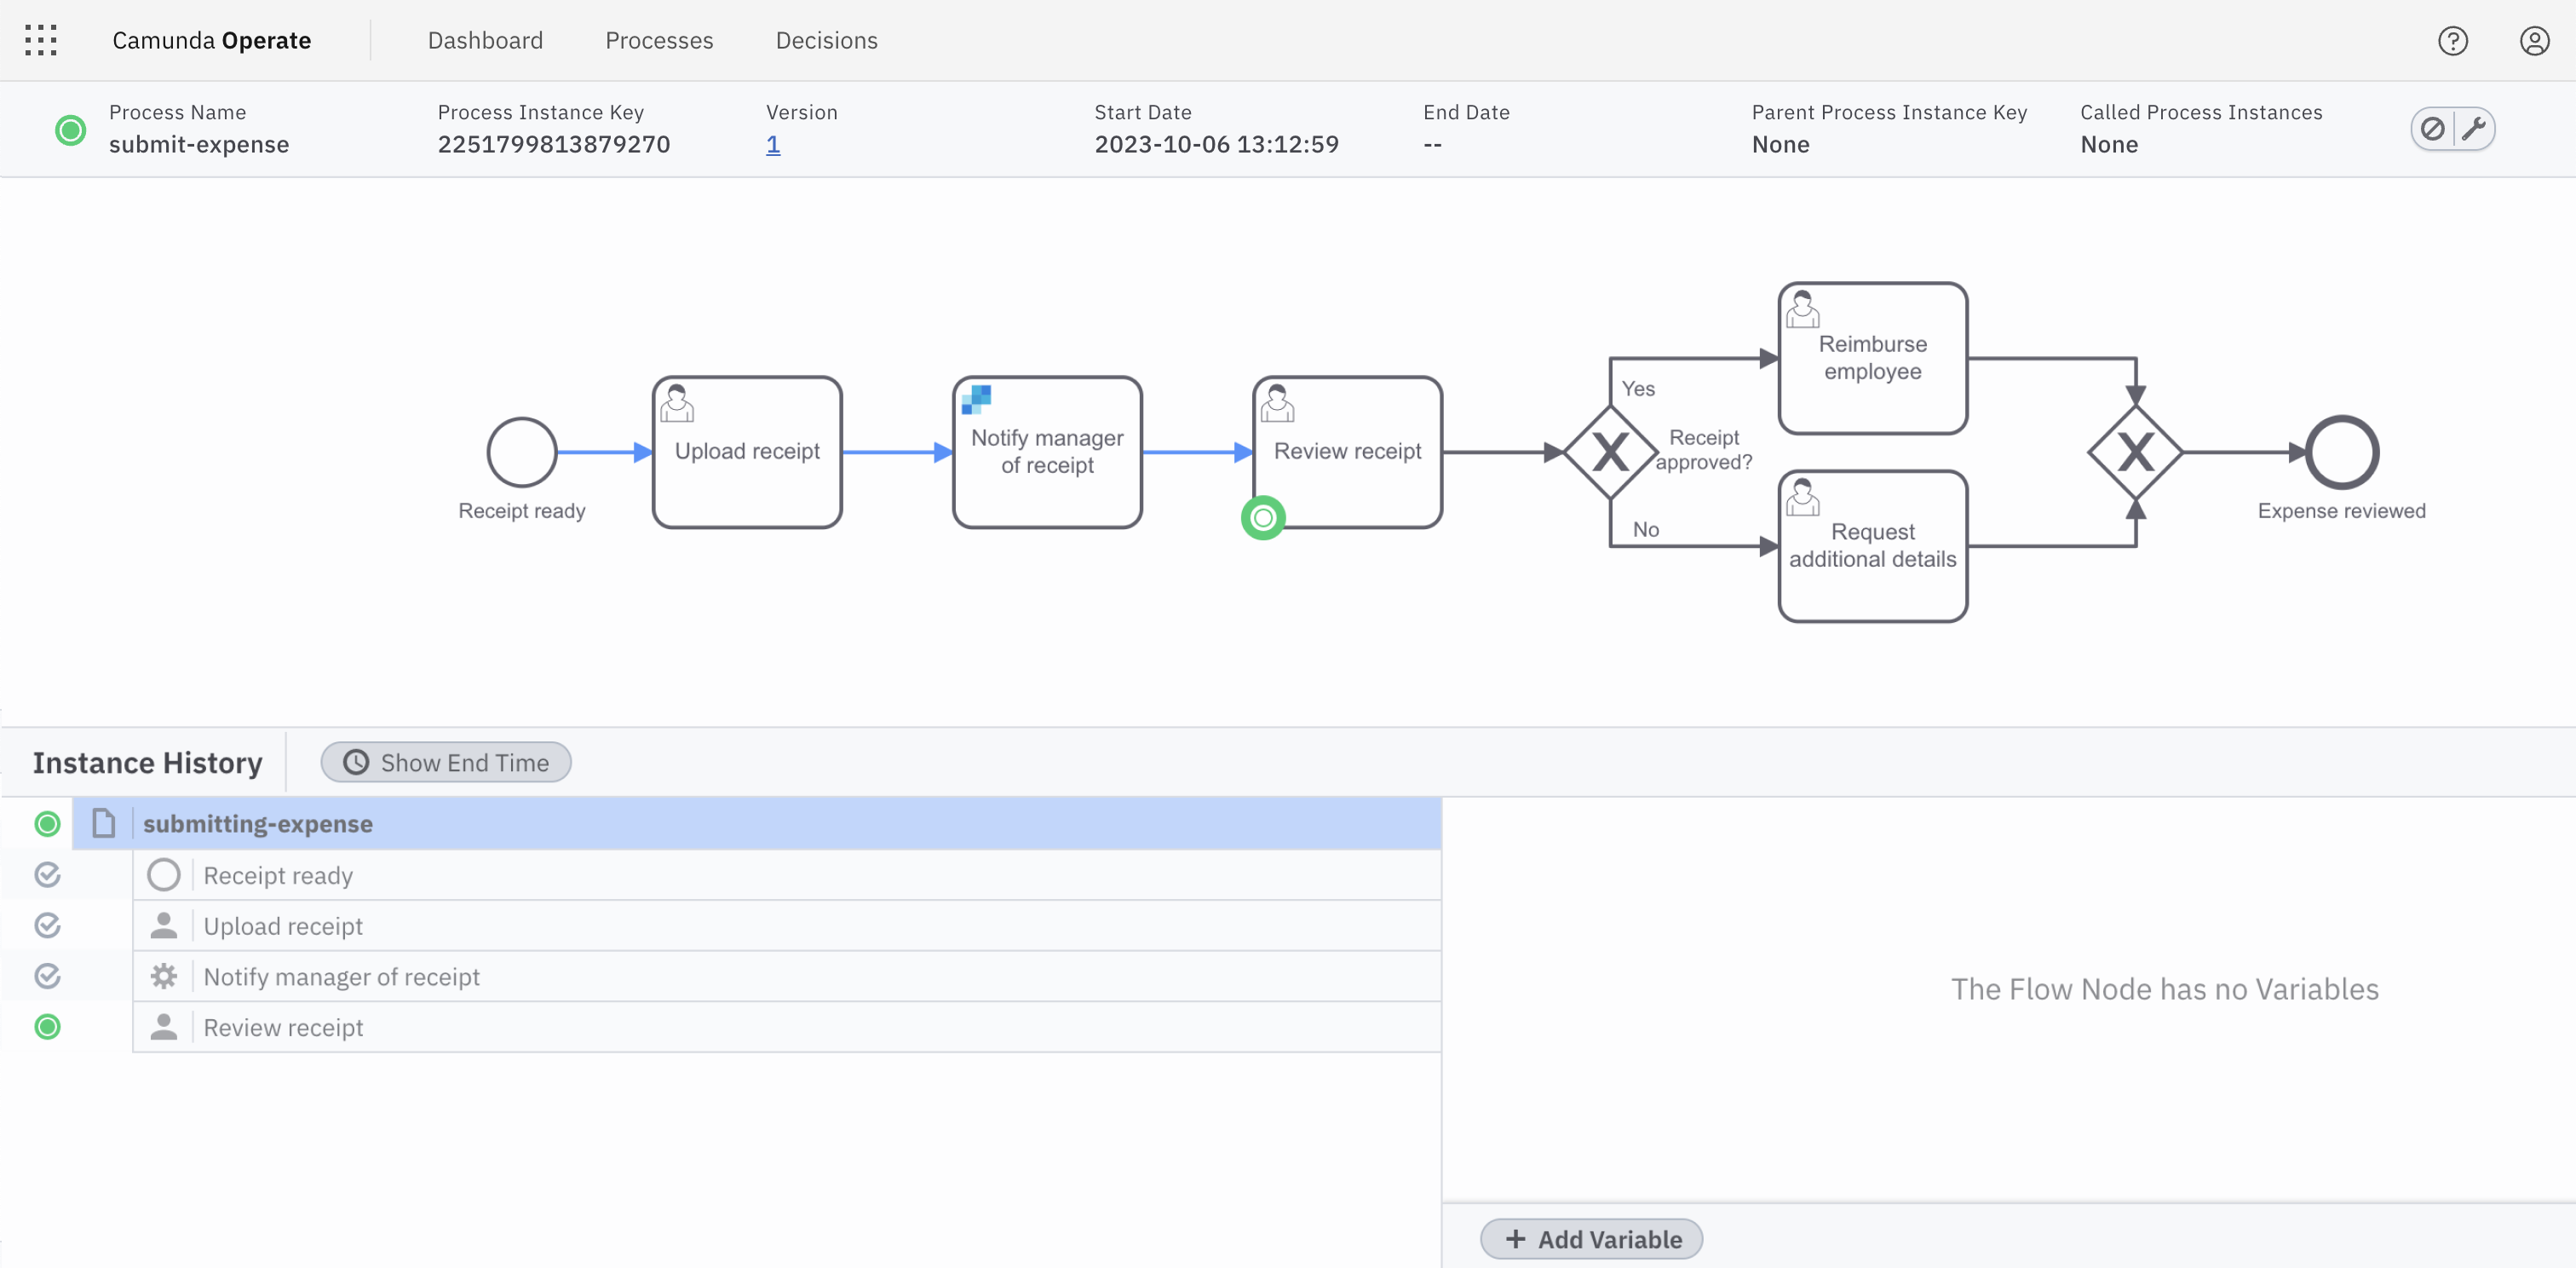 Camunda Operate
Dashboard
Processes
Decisions
Process Name
submit-expense
Process Instance Key
2251799813879270
Version
1
Start Date
2023-10-06 13:12:59
End Date
--
Parent Process Instance Key
None
Called Process Instances
None
Receipt ready
Upload receipt
Notify manager
of receipt
Review receipt
Receipt
approved?
Yes
Reimburse
employee
No
Request
additional details
Expense reviewed
Instance History
Show End Time
submitting-expense
Receipt ready
Upload receipt
Notify manager of receipt
Review receipt
The Flow Node has no Variables
+ Add Variable